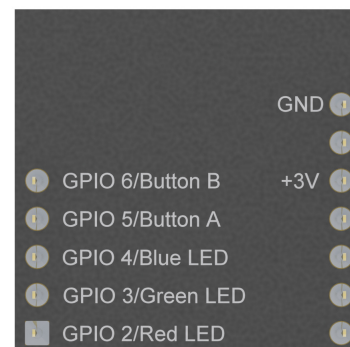 GND
GPIO 6/Button B +3V
GPIO 5/Button A
GPIO 4/Blue LED
GPIO 3/Green LED
GPIO 2/Red LED